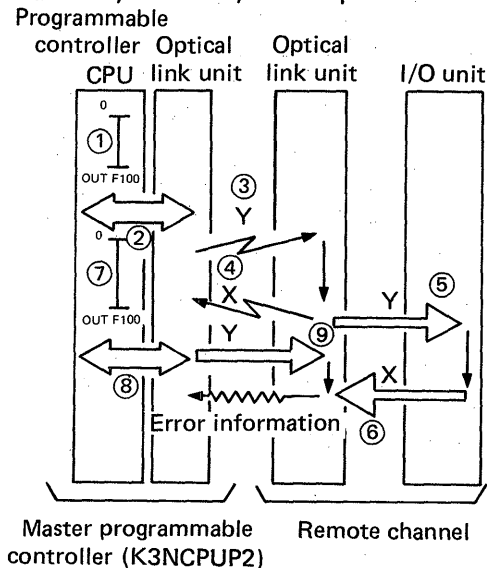 Programmable
controller Optical Optical
CPU link unit link unit I/O unit
0
①
OUT F100
③
Y
②
0
④
⑦
X
Y
⑤
OUT F100
Y
⑨
X
⑧
Error information
⑥
Master programmable
controller (K3NCPUP2)
Remote channel